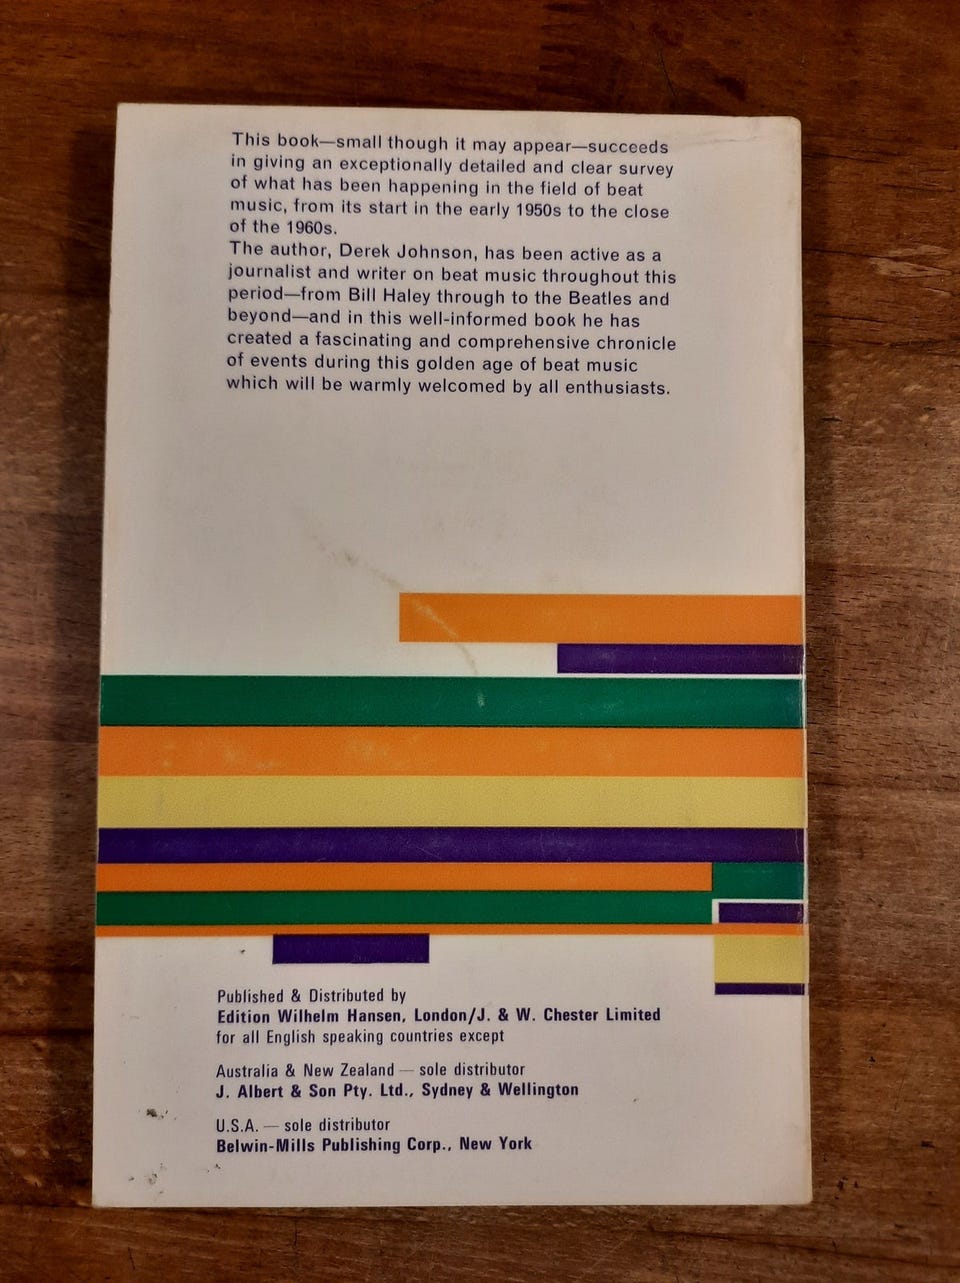 This book—small though it may appear—succeeds
in giving an exceptionally detailed and clear survey
of what has been happening in the field of beat
music, from its start in the early 1950s to the close
of the 1960s.
The author, Derek Johnson, has been active as a
journalist and writer on beat music throughout this
period—from Bill Haley through to the Beatles and
beyond—and in this well-informed book he has
created a fascinating and comprehensive chronicle
of events during this golden age of beat music
which will be warmly welcomed by all enthusiasts.
Published & Distributed by
Edition Wilhelm Hansen, London/J. & W. Chester Limited
for all English speaking countries except
Australia & New Zealand — sole distributor
J. Albert & Son Pty. Ltd., Sydney & Wellington
U.S.A. — sole distributor
Belwin-Mills Publishing Corp., New York